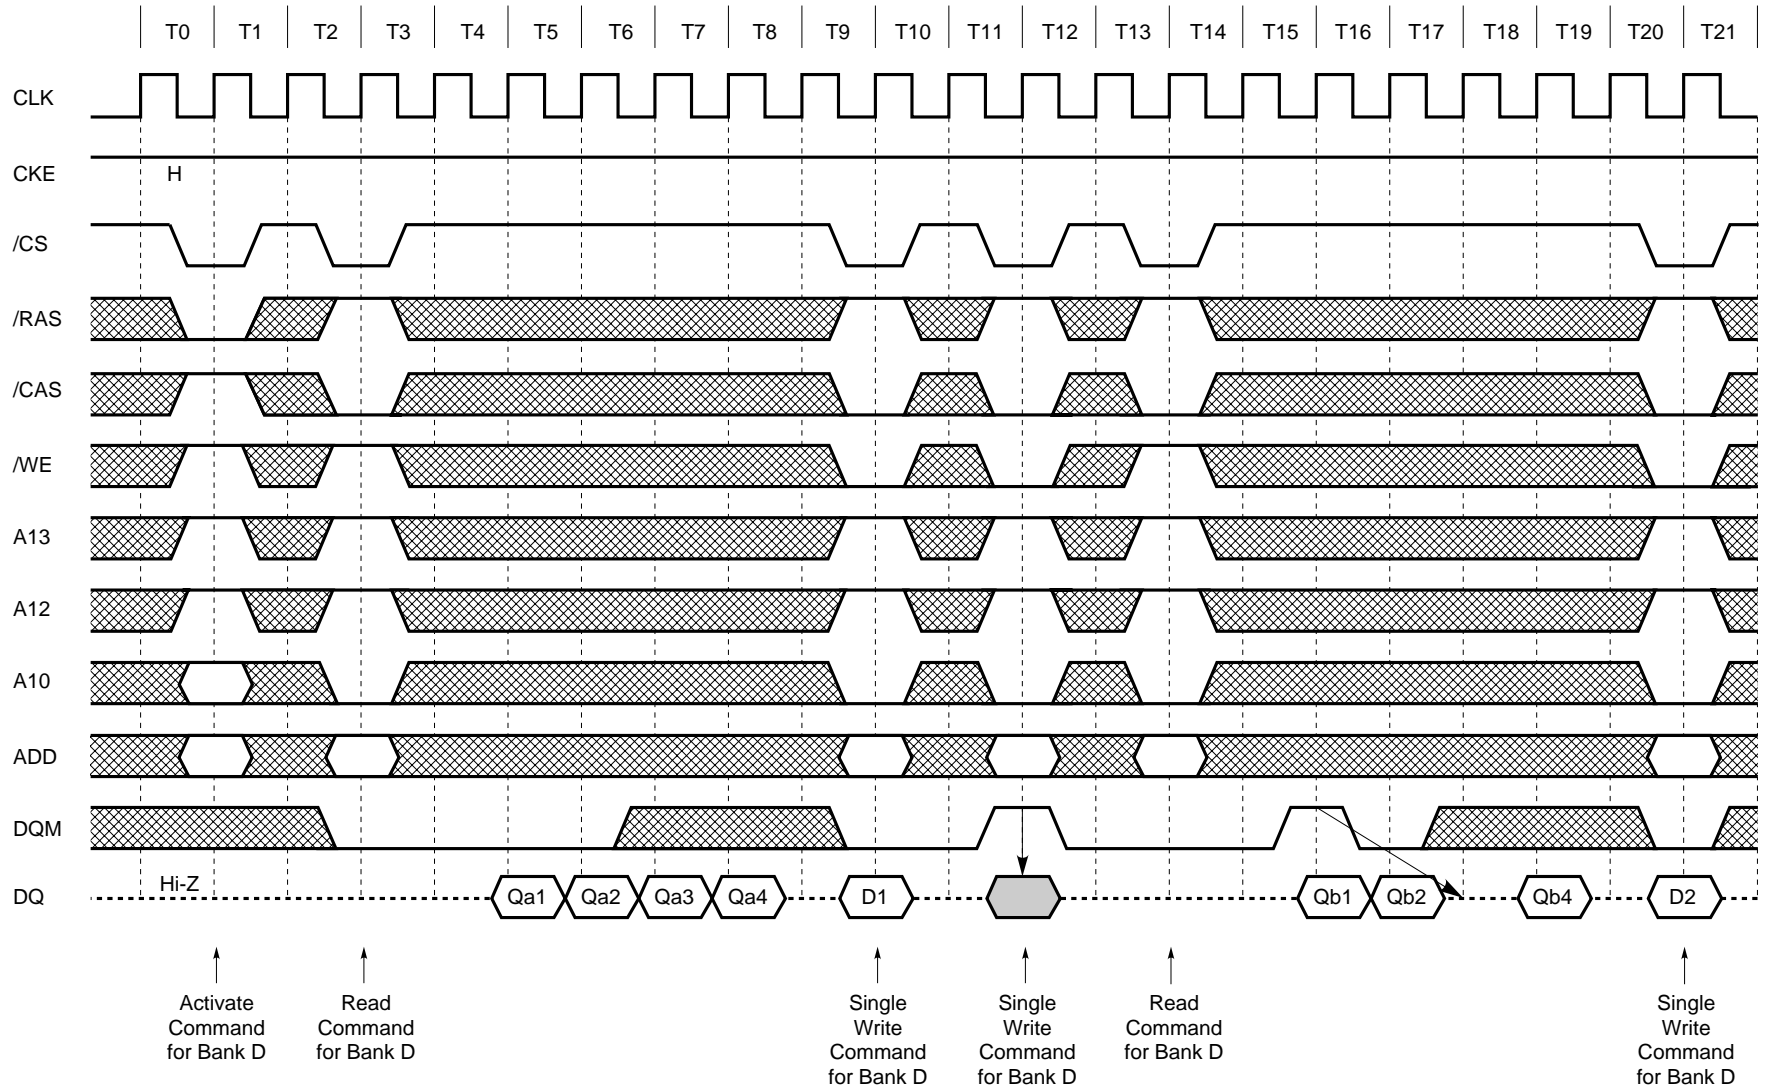 T0 T1 T2 T3 T4 T5 T6 T7 T8 T9 T10 T11 T12 T13 T14 T15 T16 T17 T18 T19 T20 T21
CLK
CKE H
/CS
/RAS
/CAS
/WE
A13
A12
A10
ADD
DQM
DQ Hi-Z Qa1 Qa2 Qa3 Qa4 D1 Qb1 Qb2 Qb4 D2
Activate
Command
for Bank D
Read
Command
for Bank D
Single
Write
Command
for Bank D
Single
Write
Command
for Bank D
Read
Command
for Bank D
Single
Write
Command
for Bank D